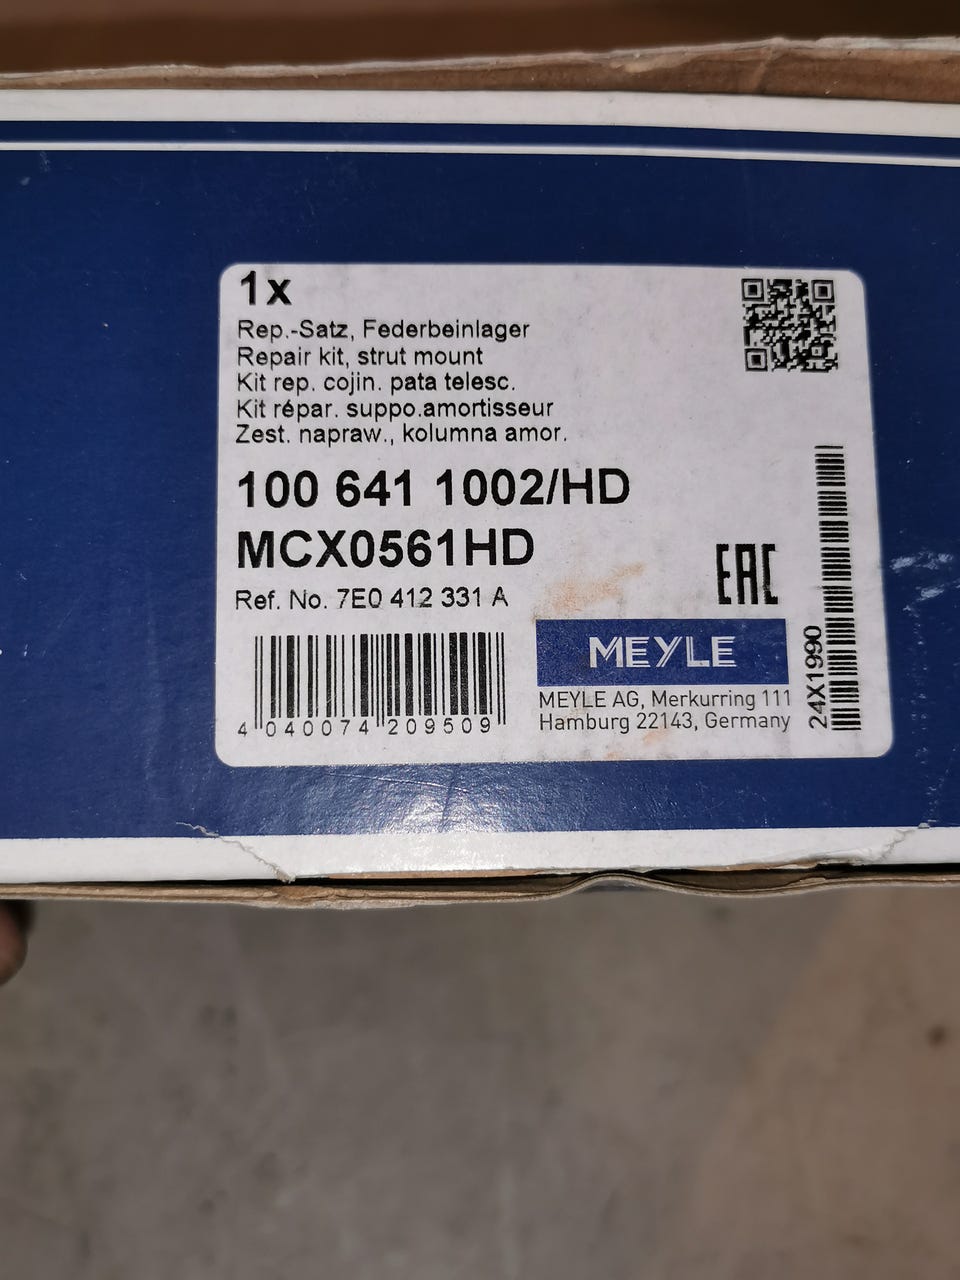 1x
Rep.-Satz, Federbeinlager
Repair kit, strut mount
Kit rep. cojin. pata telesc.
Kit répar. suppo.amortisseur
Zest. napraw., kolumna amor.
100 641 1002/HD
MCX0561HD
Ref. No. 7E0 412 331 A
EAC
4 040074 209509
MEYLE
MEYLE AG, Merkurring 111
Hamburg 22143, Germany
24X1990